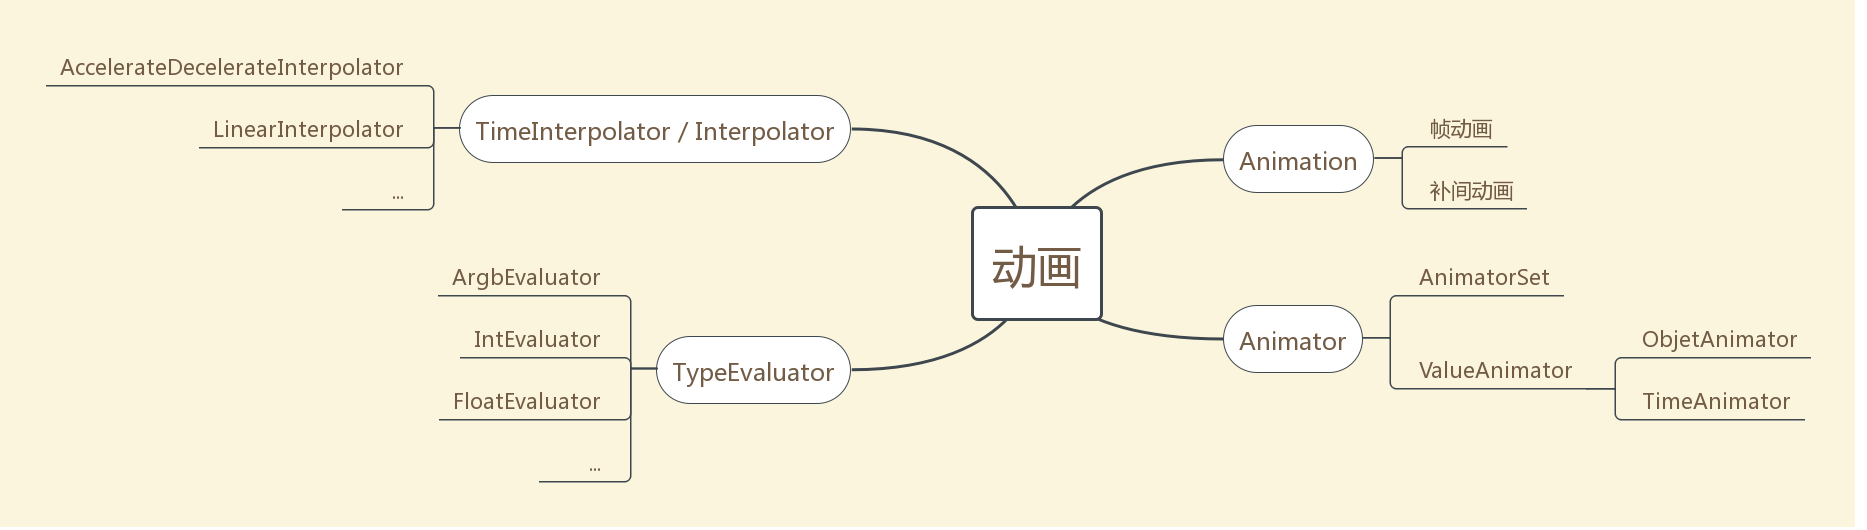 动画
TimeInterpolator / Interpolator
AccelerateDecelerateInterpolator
LinearInterpolator
...
TypeEvaluator
ArgbEvaluator
IntEvaluator
FloatEvaluator
...
Animation
帧动画
补间动画
Animator
AnimatorSet
ValueAnimator
ObjetAnimator
TimeAnimator